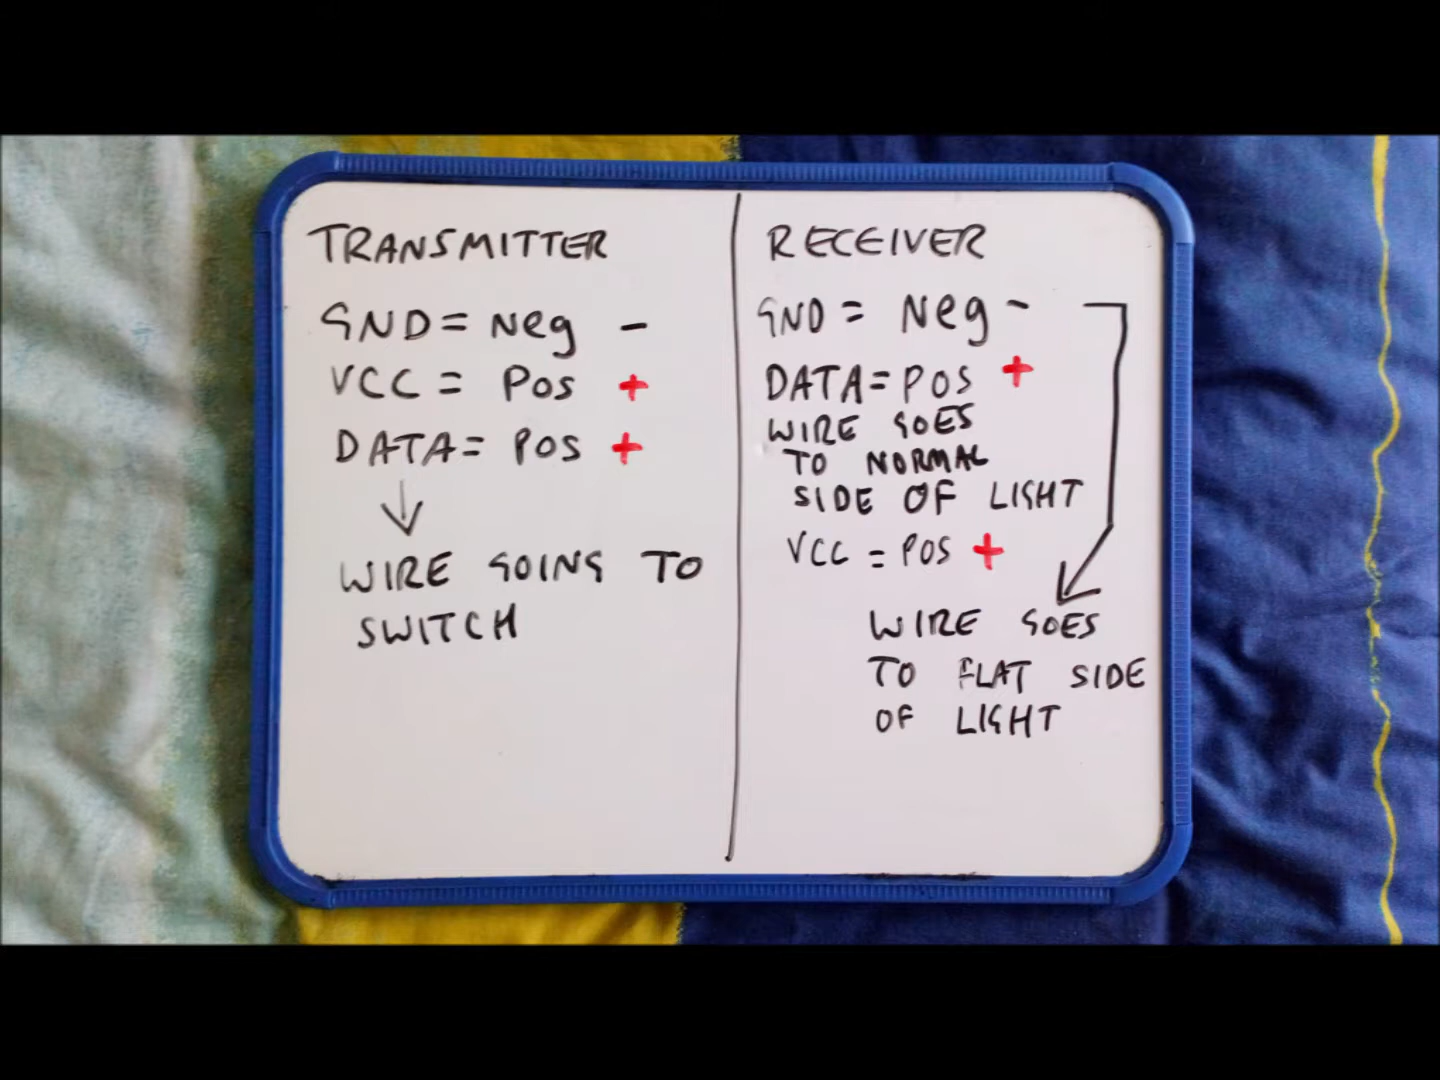 TRANSMITTER
GND = Neg -
VCC = POS +
DATA = POS +
WIRE GOING TO
SWITCH
RECEIVER
GND = Neg -
DATA = POS +
WIRE GOES
TO NORMAL
SIDE OF LIGHT
VCC = POS +
WIRE GOES
TO FLAT SIDE
OF LIGHT